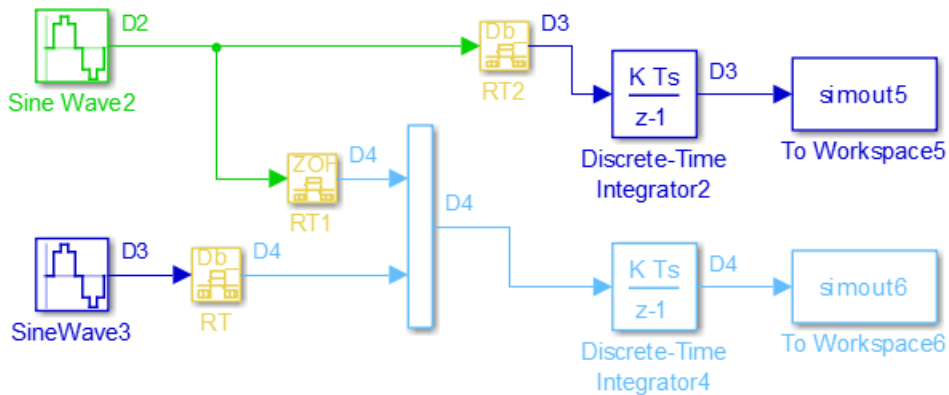 D2
Sine Wave2
Db
RT2
D3
K Ts
z-1
Discrete-Time
Integrator2
D3
simout5
To Workspace5
ZOH
RT1
D4
D4
D3
SineWave3
Db
RT
D4
K Ts
z-1
Discrete-Time
Integrator4
D4
simout6
To Workspace6